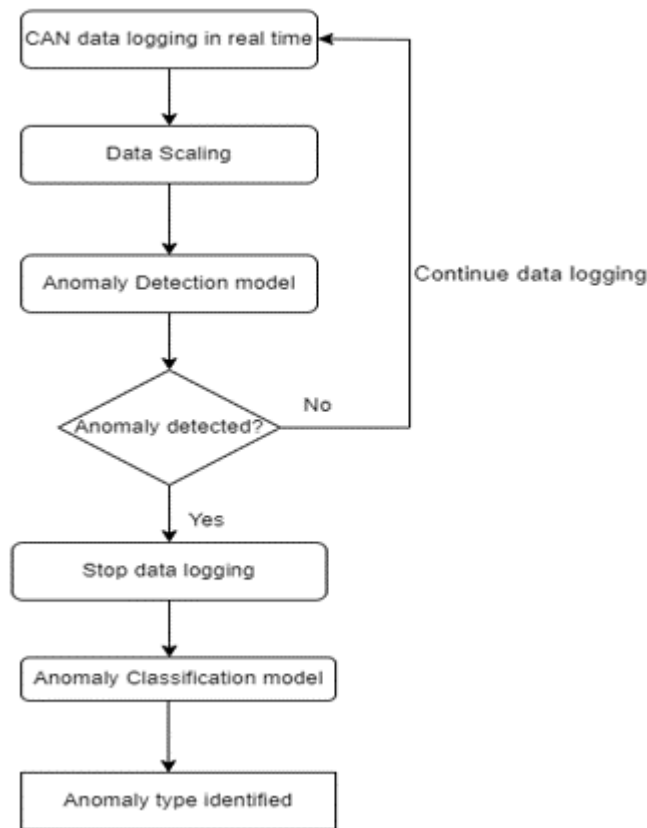 CAN data logging in real time
Data Scaling
Anomaly Detection model
Continue data logging
Anomaly detected?
No
Yes
Stop data logging
Anomaly Classification model
Anomaly type identified